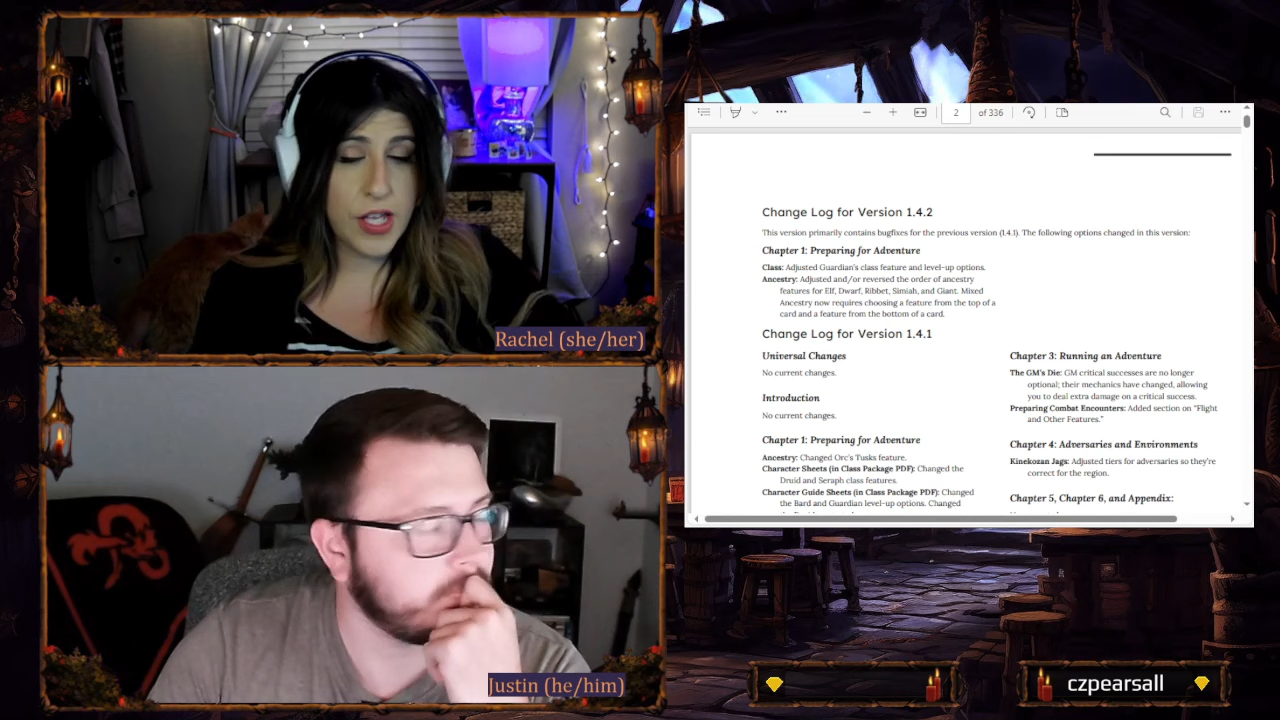 Rachel (she/her)
Justin (he/him)
2 of 336
Change Log for Version 1.4.2
This version primarily contains bugfixes for the previous version (1.4.1). The following options changed in this version:
Chapter 1: Preparing for Adventure
Class: Adjusted Guardian's class feature and level-up options.
Ancestry: Adjusted and/or reversed the order of ancestry
features for Elf, Dwarf, Ribbet, Simiah, and Giant. Mixed
Ancestry now requires choosing a feature from the top of a
card and a feature from the bottom of a card.
Change Log for Version 1.4.1
Universal Changes
No current changes.
Introduction
No current changes.
Chapter 1: Preparing for Adventure
Ancestry: Changed Orc's Tusks feature.
Character Sheets (in Class Package PDF): Changed the
Druid and Seraph class features.
Character Guide Sheets (in Class Package PDF): Changed
the Bard and Guardian level-up options. Changed
Chapter 3: Running an Adventure
The GM's Die: GM critical successes are no longer
optional; their mechanics have changed, allowing
you to deal extra damage on a critical success.
Preparing Combat Encounters: Added section on "Flight
and Other Features."
Chapter 4: Adversaries and Environments
Kinekozan Jags: Adjusted tiers for adversaries so they're
correct for the region.
Chapter 5, Chapter 6, and Appendix:
czpearsall